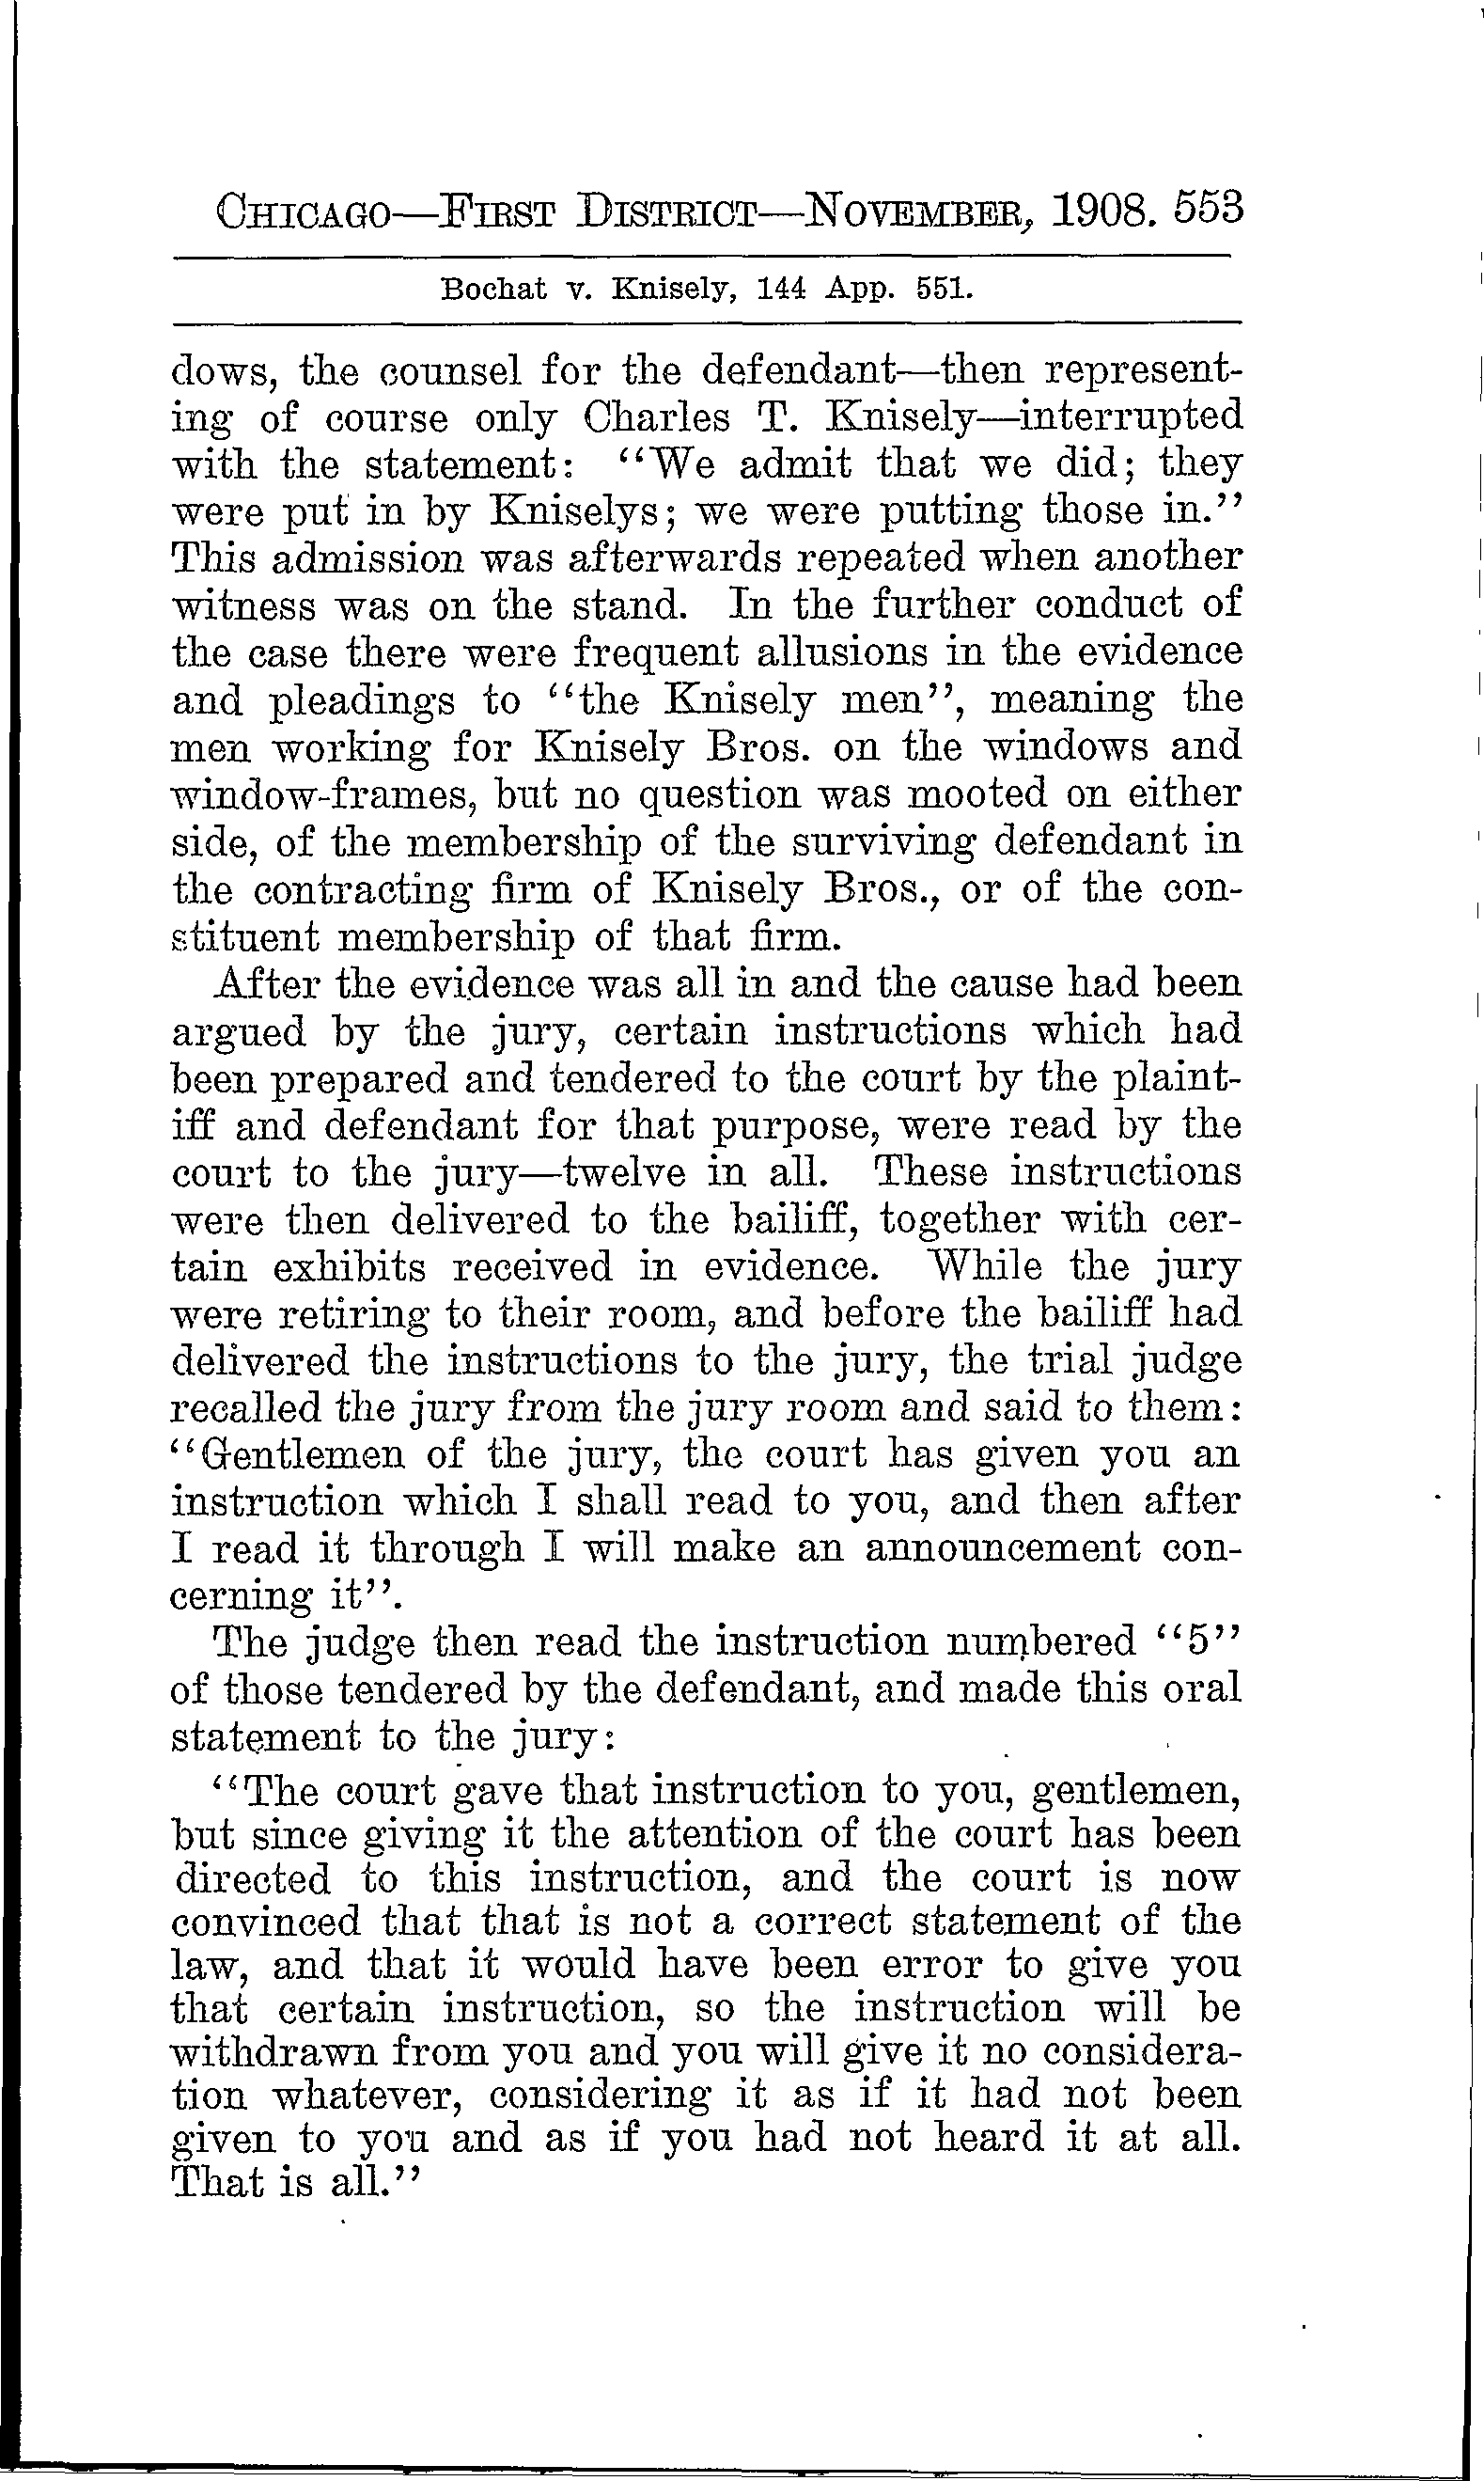 CHICAGO—FIRST DISTRICT—NOVEMBER, 1908. 553
Bochat v. Knisely, 144 App. 551.
dows, the counsel for the defendant—then represent-
ing of course only Charles T. Knisely—interrupted
with the statement: “We admit that we did; they
were put in by Kniselys; we were putting those in.”
This admission was afterwards repeated when another
witness was on the stand. In the further conduct of
the case there were frequent allusions in the evidence
and pleadings to “the Knisely men”, meaning the
men working for Knisely Bros. on the windows and
window-frames, but no question was mooted on either
side, of the membership of the surviving defendant in
the contracting firm of Knisely Bros., or of the con-
stituent membership of that firm.
After the evidence was all in and the cause had been
argued by the jury, certain instructions which had
been prepared and tendered to the court by the plaint-
iff and defendant for that purpose, were read by the
court to the jury—twelve in all. These instructions
were then delivered to the bailiff, together with cer-
tain exhibits received in evidence. While the jury
were retiring to their room, and before the bailiff had
delivered the instructions to the jury, the trial judge
recalled the jury from the jury room and said to them:
“Gentlemen of the jury, the court has given you an
instruction which I shall read to you, and then after
I read it through I will make an announcement con-
cerning it”.
The judge then read the instruction numbered “5”
of those tendered by the defendant, and made this oral
statement to the jury:
“The court gave that instruction to you, gentlemen,
but since giving it the attention of the court has been
directed to this instruction, and the court is now
convinced that that is not a correct statement of the
law, and that it would have been error to give you
that certain instruction, so the instruction will be
withdrawn from you and you will give it no considera-
tion whatever, considering it as if it had not been
given to you and as if you had not heard it at all.
That is all.”